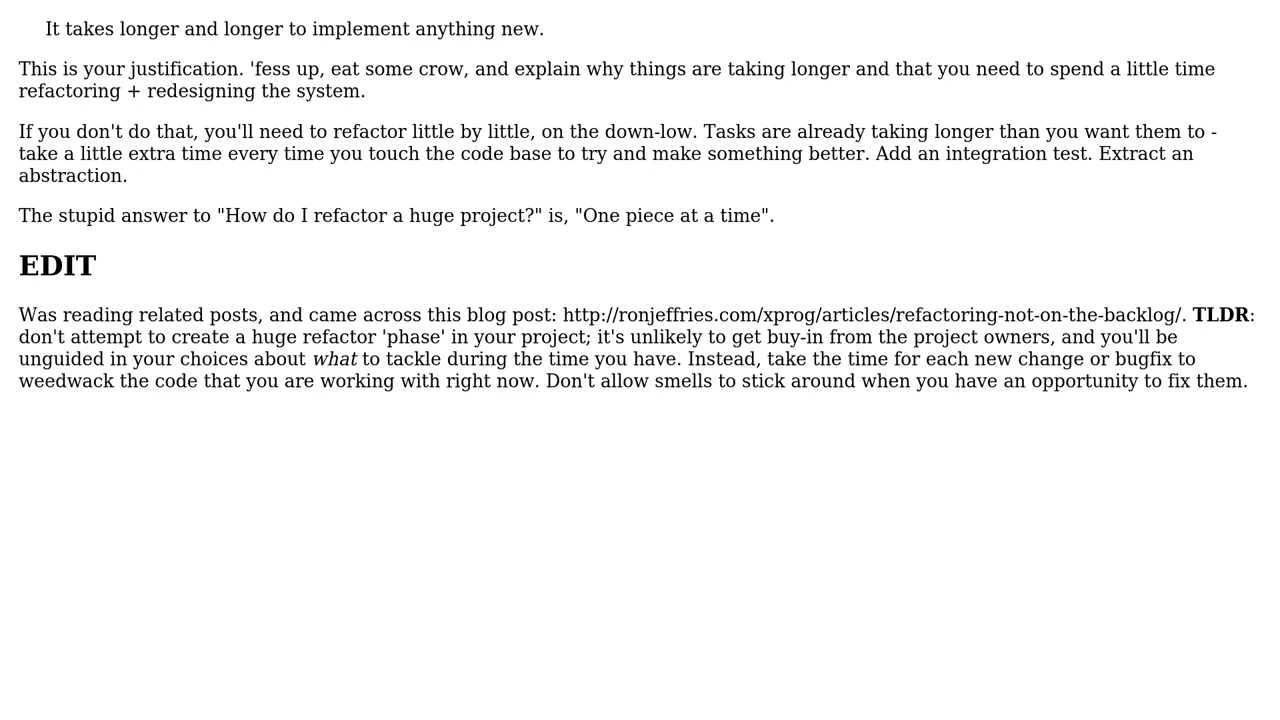 It takes longer and longer to implement anything new.
This is your justification. 'fess up, eat some crow, and explain why things are taking longer and that you need to spend a little time
refactoring + redesigning the system.
If you don't do that, you'll need to refactor little by little, on the down-low. Tasks are already taking longer than you want them to -
take a little extra time every time you touch the code base to try and make something better. Add an integration test. Extract an
abstraction.
The stupid answer to "How do I refactor a huge project?" is, "One piece at a time".
EDIT
Was reading related posts, and came across this blog post: http://ronjeffries.com/xprog/articles/refactoring-not-on-the-backlog/. TLDR:
don't attempt to create a huge refactor 'phase' in your project; it's unlikely to get buy-in from the project owners, and you'll be
unguided in your choices about what to tackle during the time you have. Instead, take the time for each new change or bugfix to
weedwack the code that you are working with right now. Don't allow smells to stick around when you have an opportunity to fix them.